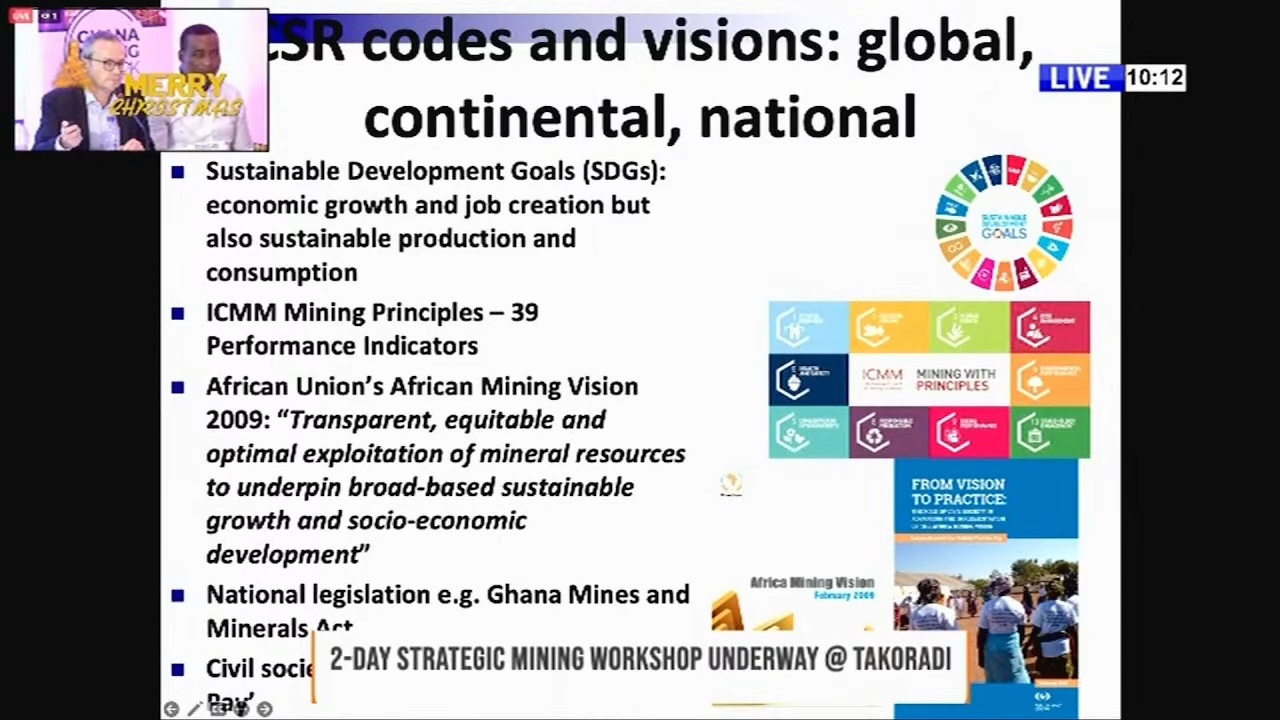 LIVE
MERRY
CHRISTMAS
CSR codes and visions: global,
continental, national
LIVE 10:12
Sustainable Development Goals (SDGs):
economic growth and job creation but
also sustainable production and
consumption
ICMM Mining Principles – 39
Performance Indicators
African Union’s African Mining Vision
2009: “Transparent, equitable and
optimal exploitation of mineral resources
to underpin broad-based sustainable
growth and socio-economic
development”
National legislation e.g. Ghana Mines and
Minerals Act
Civil socie
Pay’
SUSTAINABLE
DEVELOPMENT
GOALS
ICMM
MINING WITH
PRINCIPLES
Africa Mining Vision
February 2009
FROM VISION
TO PRACTICE:
2-DAY STRATEGIC MINING WORKSHOP UNDERWAY @ TAKORADI